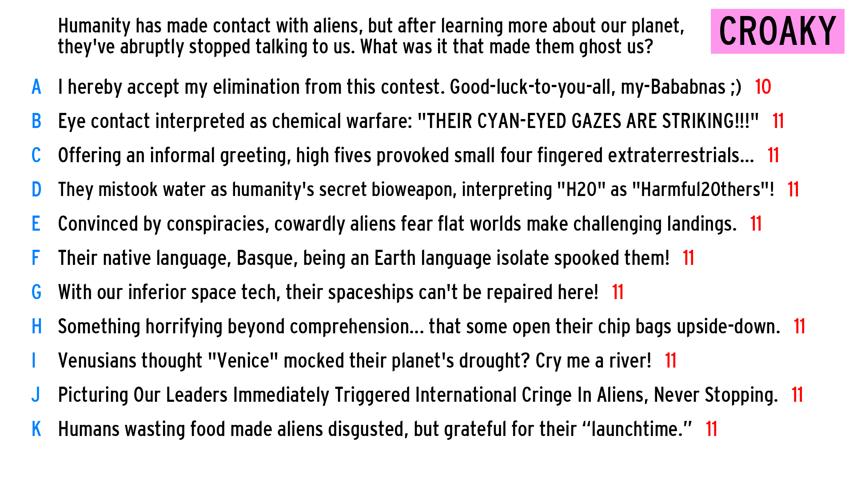 Humanity has made contact with aliens, but after learning more about our planet,
they've abruptly stopped talking to us. What was it that made them ghost us?
CROAKY
A I hereby accept my elimination from this contest. Good-luck-to-you-all, my-Bababnas ;) 10
B Eye contact interpreted as chemical warfare: "THEIR CYAN-EYED GAZES ARE STRIKING!!!" 11
C Offering an informal greeting, high fives provoked small four fingered extraterrestrials... 11
D They mistook water as humanity's secret bioweapon, interpreting "H2O" as "Harmful2Others"! 11
E Convinced by conspiracies, cowardly aliens fear flat worlds make challenging landings. 11
F Their native language, Basque, being an Earth language isolate spooked them! 11
G With our inferior space tech, their spaceships can't be repaired here! 11
H Something horrifying beyond comprehension... that some open their chip bags upside-down. 11
I Venusians thought "Venice" mocked their planet's drought? Cry me a river! 11
J Picturing Our Leaders Immediately Triggered International Cringe In Aliens, Never Stopping. 11
K Humans wasting food made aliens disgusted, but grateful for their “launchtime.” 11